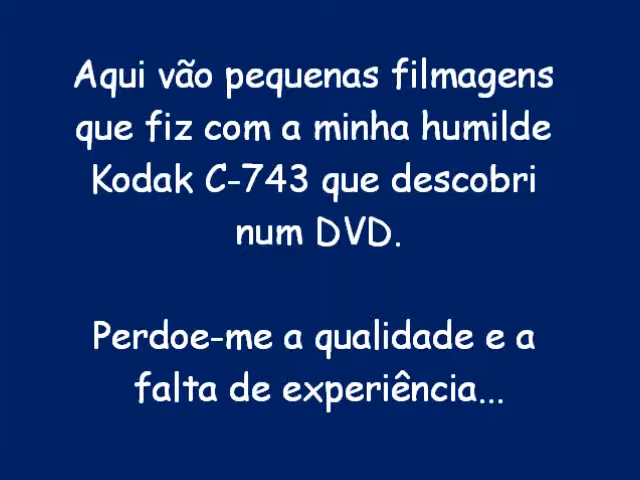 Aqui vão pequenas filmagens
que fiz com a minha humilde
Kodak C-743 que descobri
num DVD.
Perdoe-me a qualidade e a
falta de experiência...